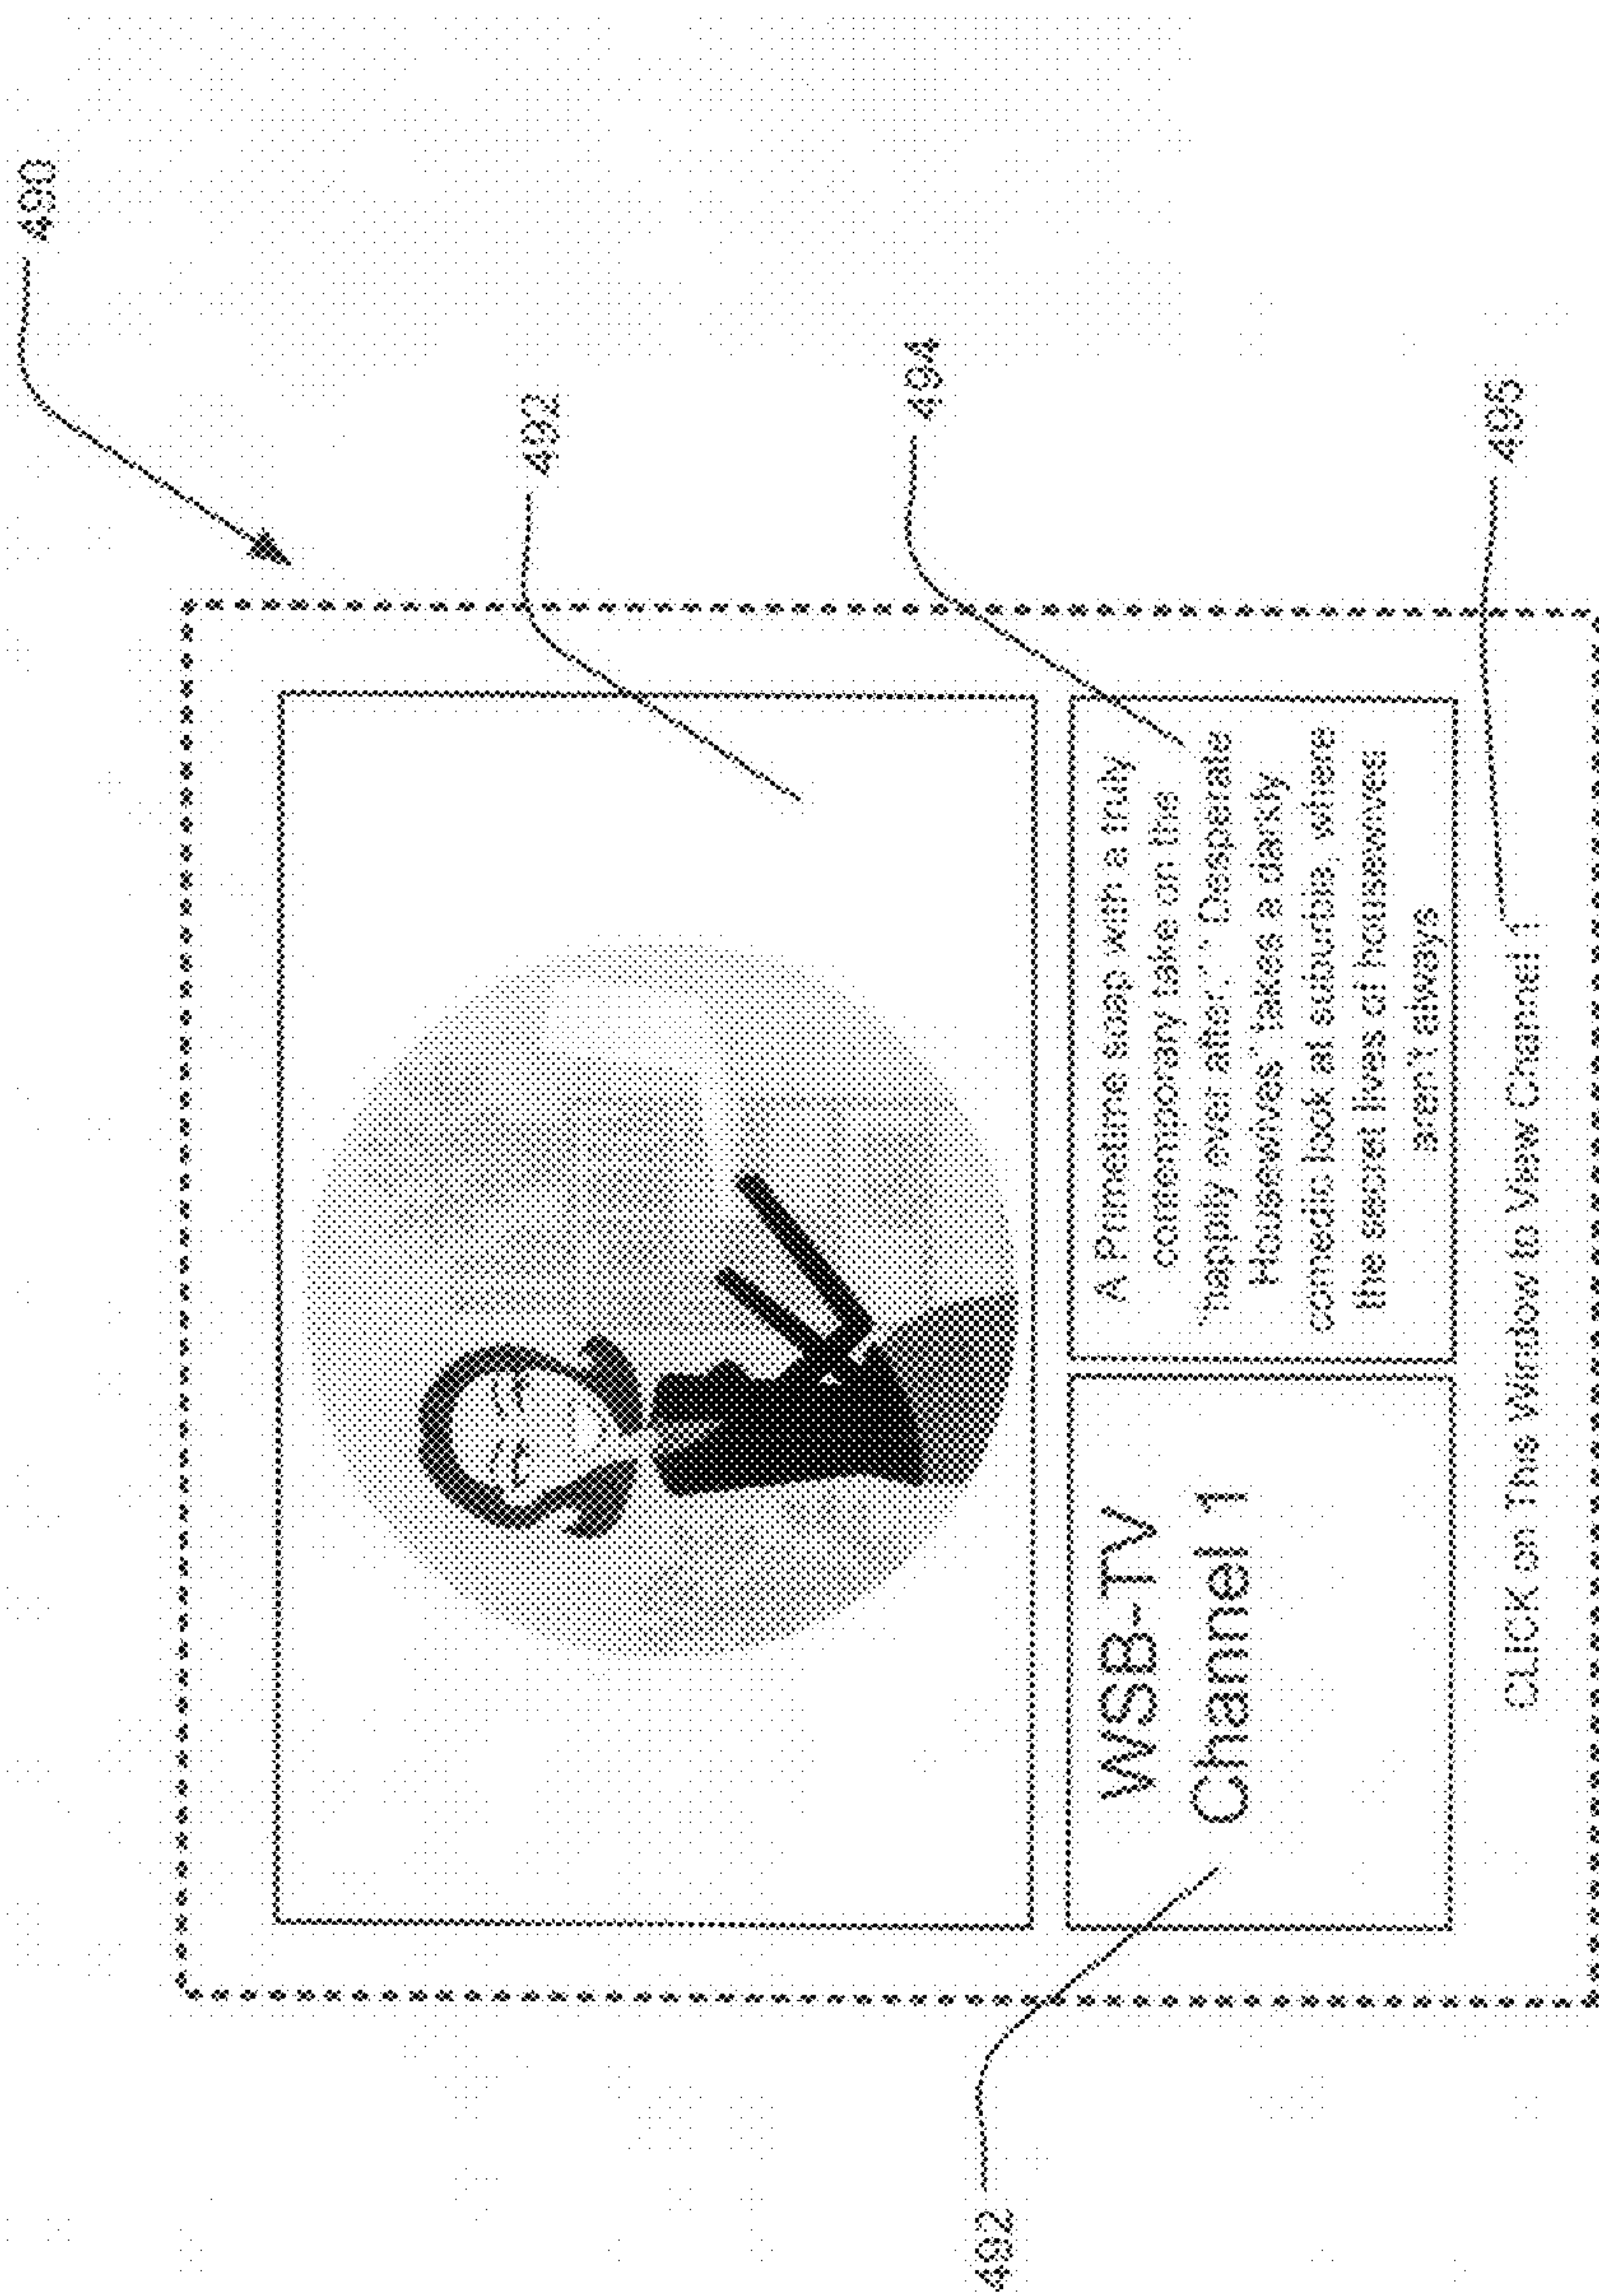 490
492
494
A Primetime soap with a truly
contemporary take on the
"happily ever after." " Desperate
Housewives" takes a darkly
comedic look at suburbia, where
the secret lives of housewives
aren't always
WSB-TV
Channel 1
495
CLICK on This Window to View Channel 1
492